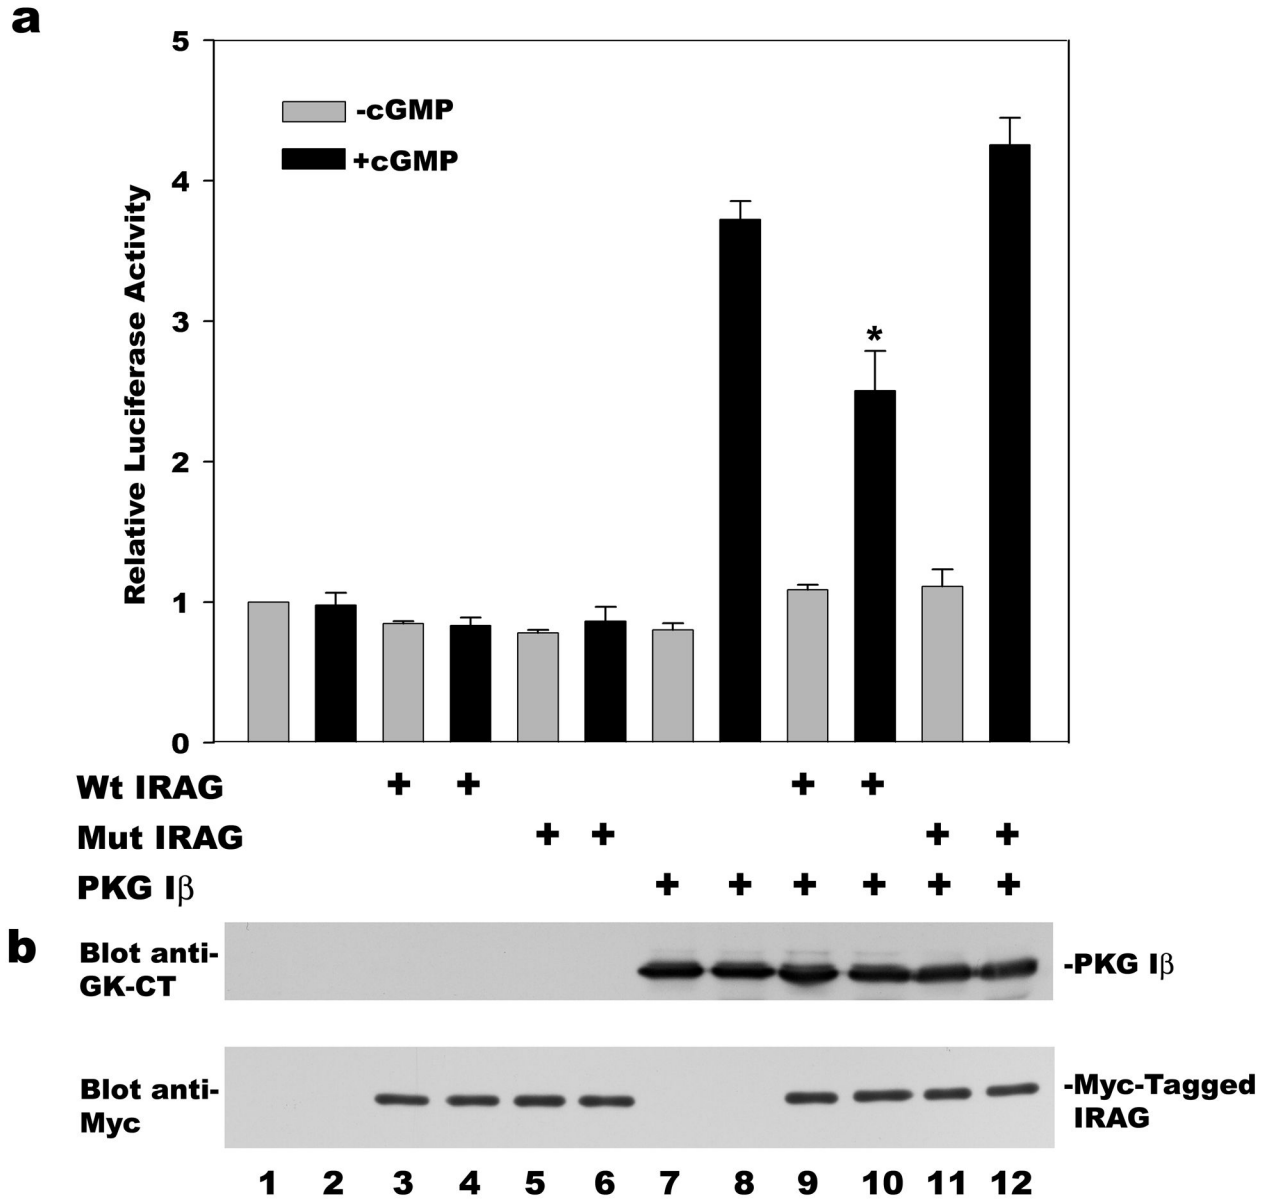 a
5
-cGMP
+cGMP
4
3
2
1
0
Relative Luciferase Activity
*
Wt IRAG + + + +
Mut IRAG + + + +
PKG Iβ + + + + + +
b
Blot anti-
GK-CT
-PKG Iβ
Blot anti-
Myc
-Myc-Tagged
IRAG
1 2 3 4 5 6 7 8 9 10 11 12